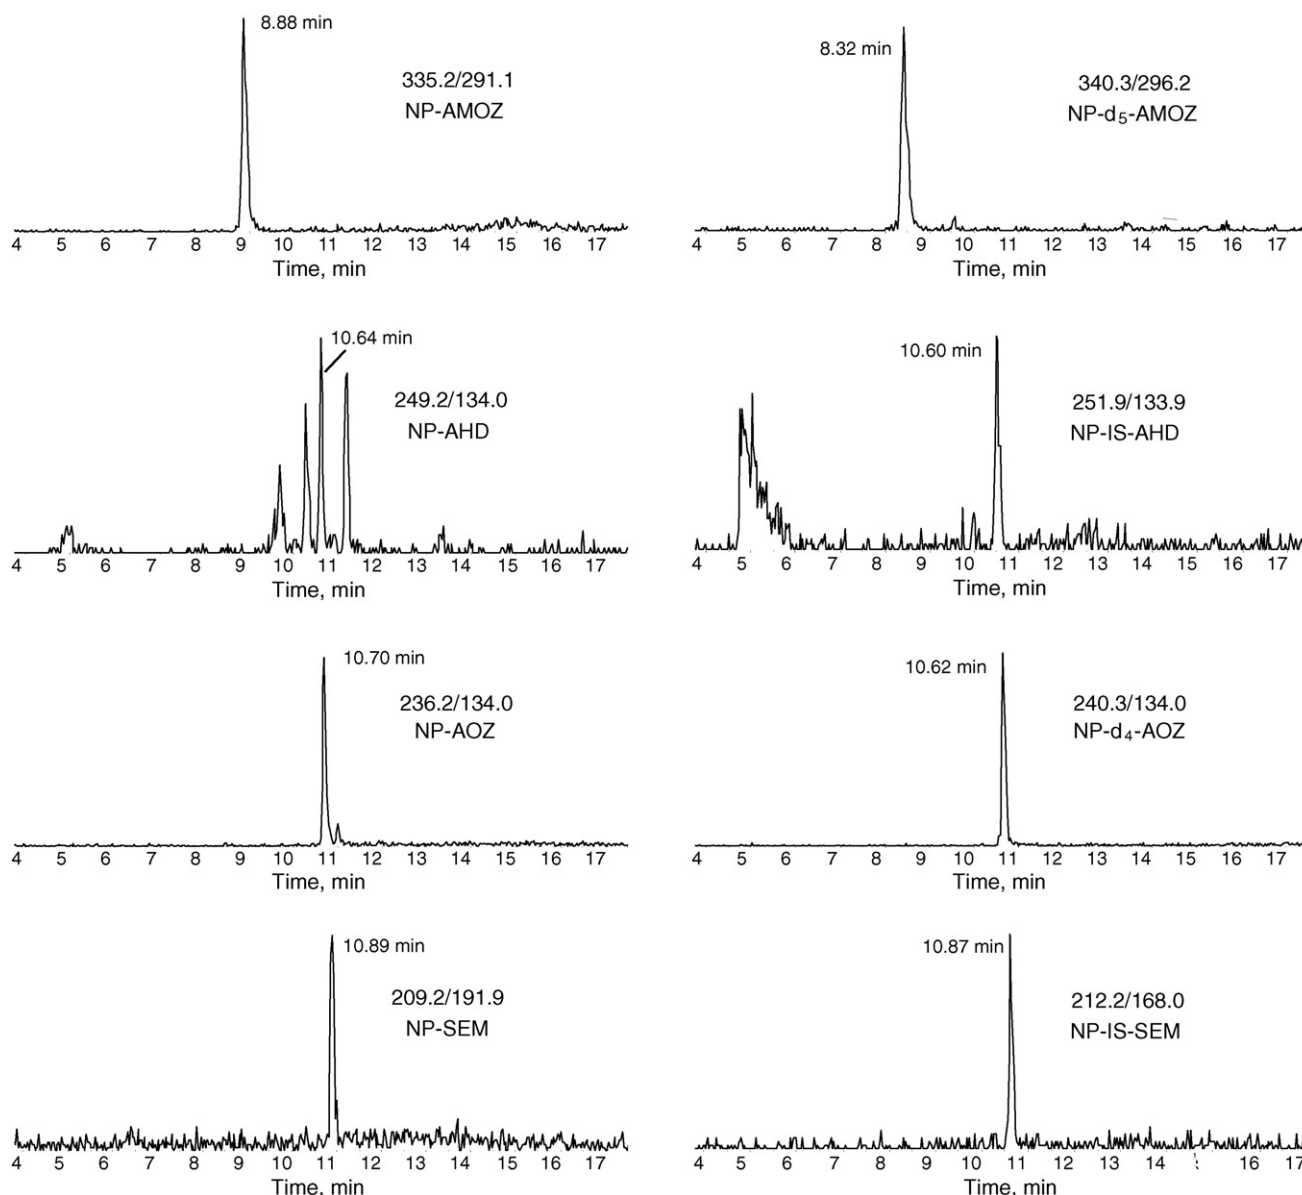 8.88 min
335.2/291.1
NP-AMOZ
4 5 6 7 8 9 10 11 12 13 14 15 16 17
Time, min
8.32 min
340.3/296.2
NP-d5-AMOZ
4 5 6 7 8 9 10 11 12 13 14 15 16 17
Time, min
10.64 min
249.2/134.0
NP-AHD
4 5 6 7 8 9 10 11 12 13 14 15 16 17
Time, min
10.60 min
251.9/133.9
NP-IS-AHD
4 5 6 7 8 9 10 11 12 13 14 15 16 17
Time, min
10.70 min
236.2/134.0
NP-AOZ
4 5 6 7 8 9 10 11 12 13 14 15 16 17
Time, min
10.62 min
240.3/134.0
NP-d4-AOZ
4 5 6 7 8 9 10 11 12 13 14 15 16 17
Time, min
10.89 min
209.2/191.9
NP-SEM
4 5 6 7 8 9 10 11 12 13 14 15 16 17
Time, min
10.87 min
212.2/168.0
NP-IS-SEM
4 5 6 7 8 9 10 11 12 13 14 16 17
Time, min